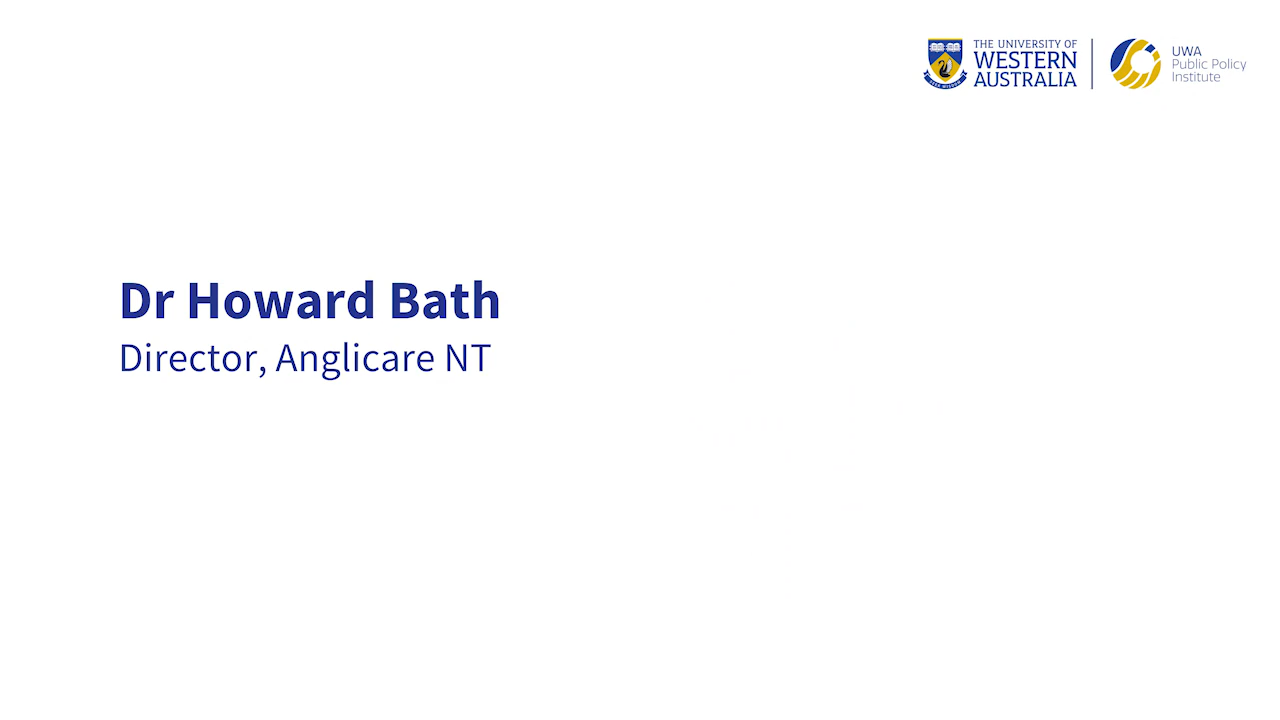 THE UNIVERSITY OF
WESTERN
AUSTRALIA
UWA
Public Policy
Institute
Dr Howard Bath
Director, Anglicare NT